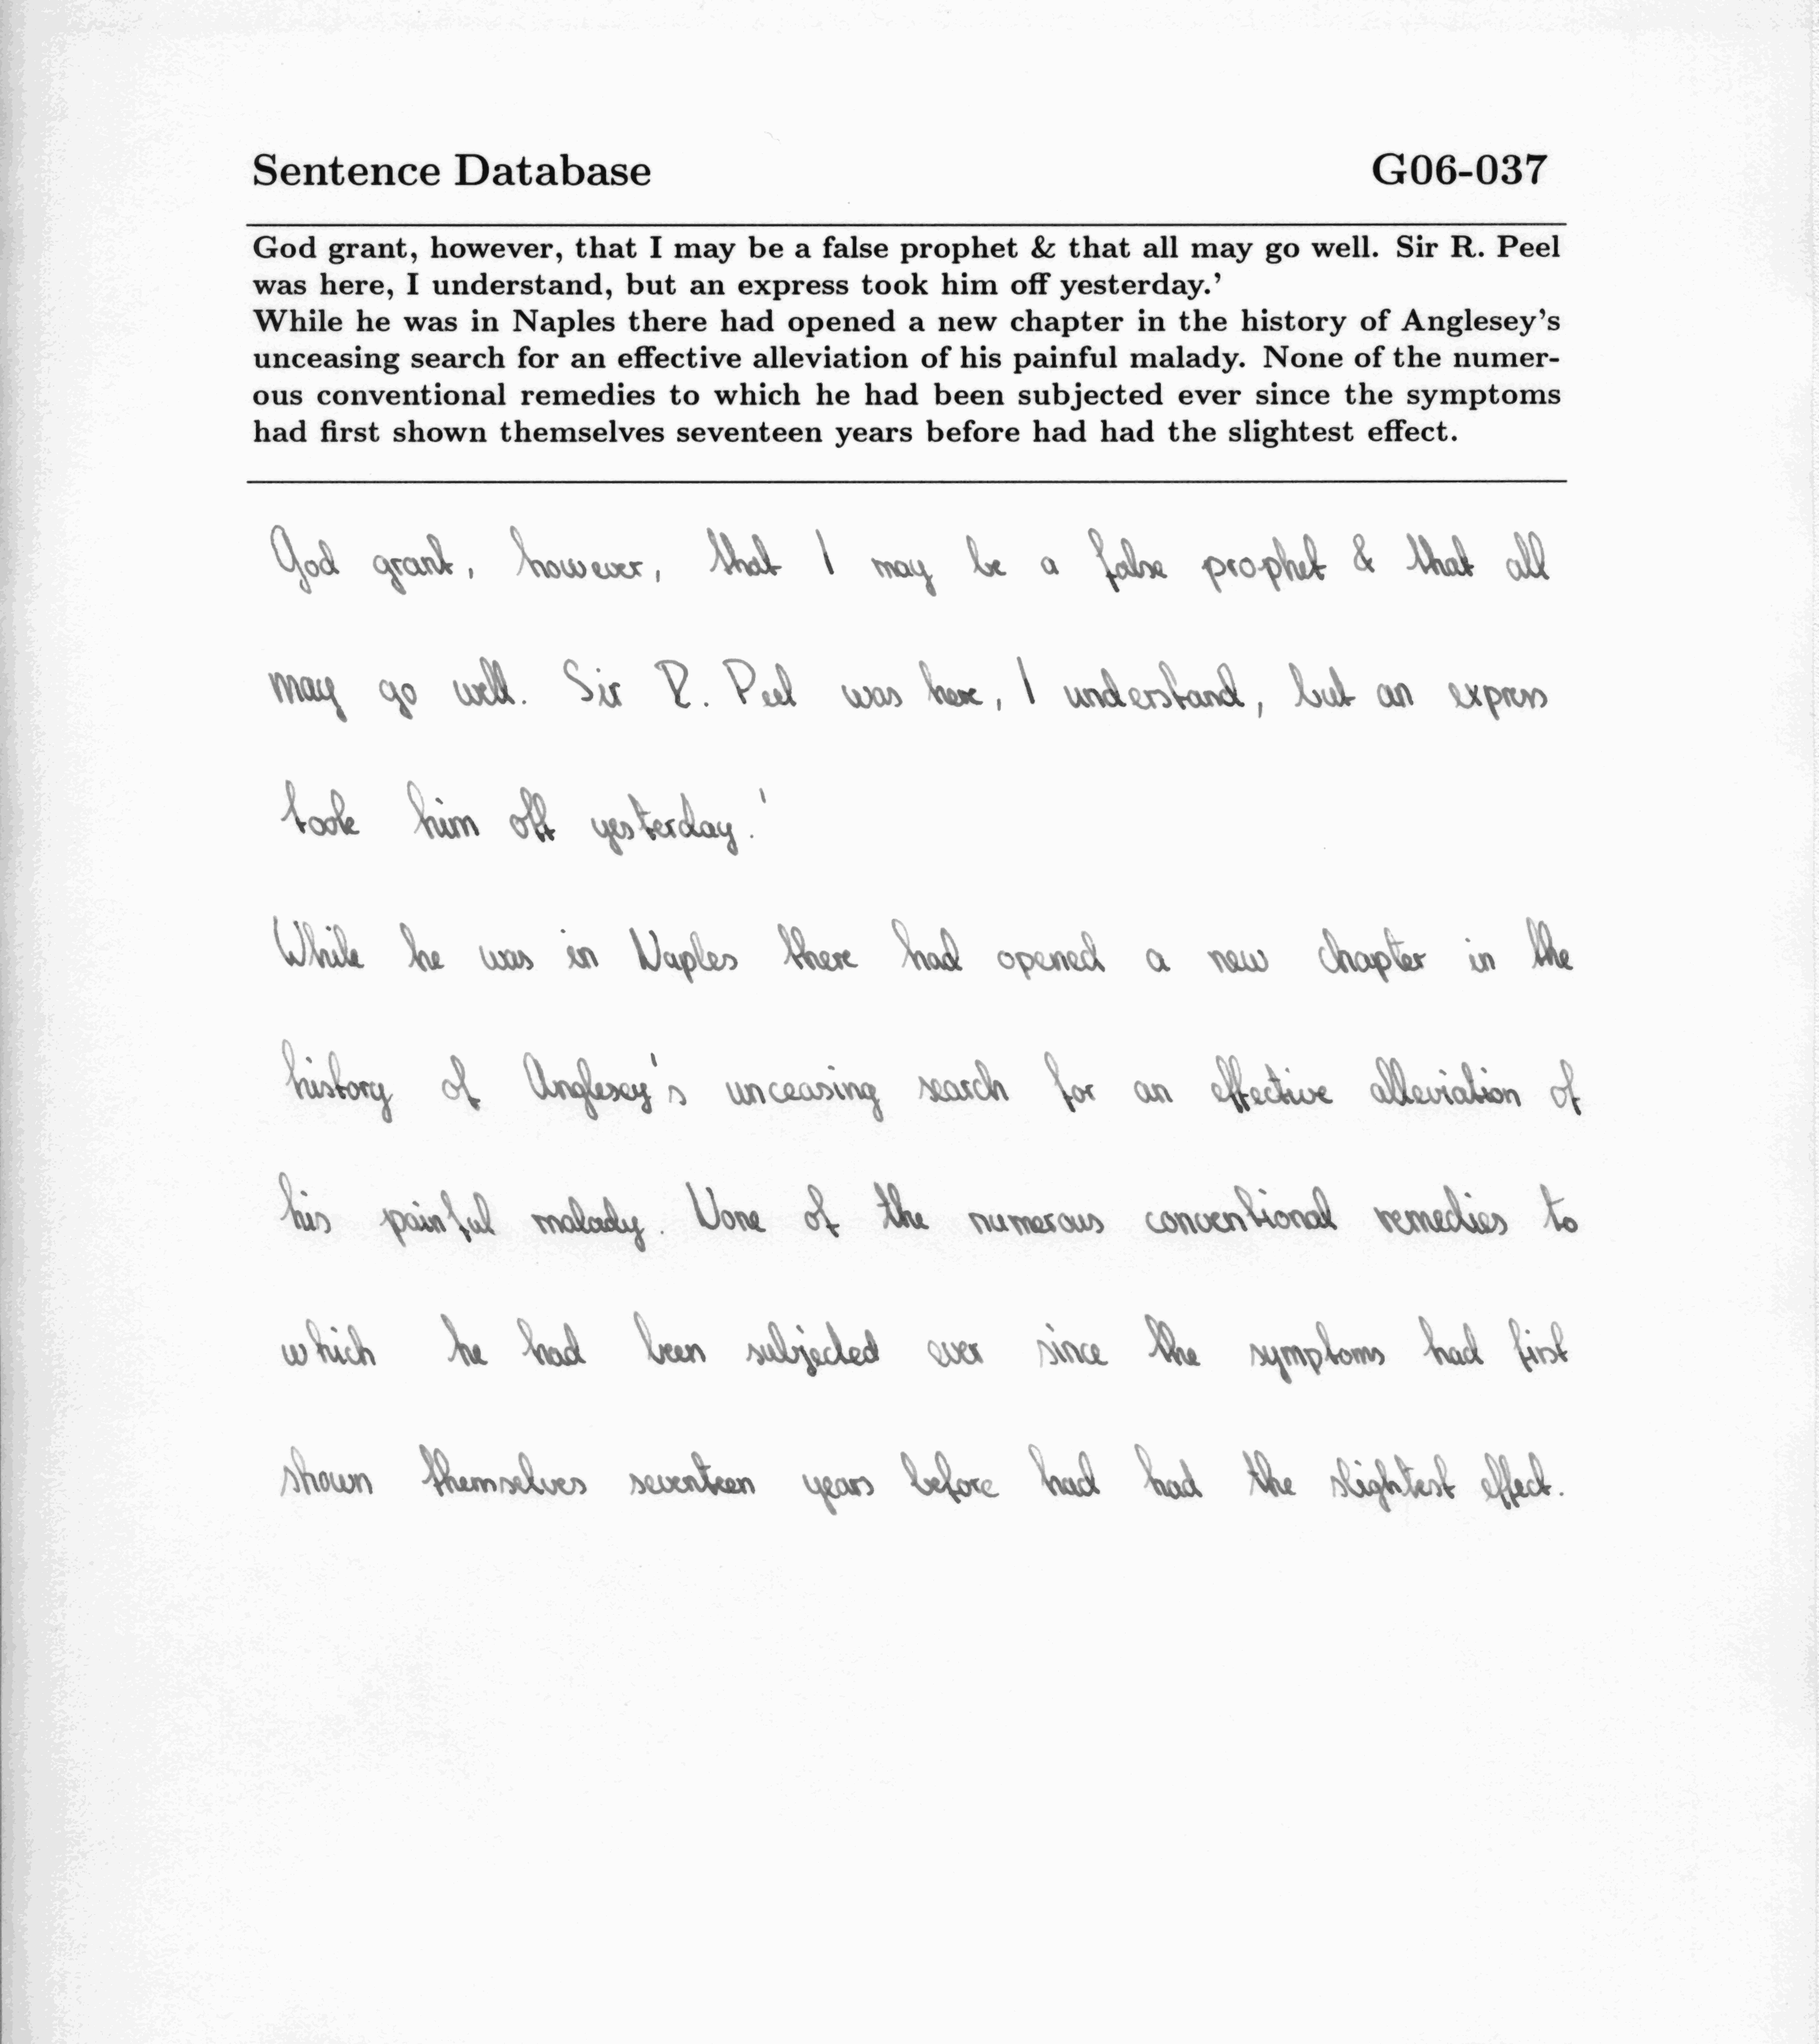 Sentence Database G06-037
God grant, however, that I may be a false prophet & that all may go well. Sir R. Peel
was here, I understand, but an express took him off yesterday.'
While he was in Naples there had opened a new chapter in the history of Anglesey's
unceasing search for an effective alleviation of his painful malady. None of the numer-
ous conventional remedies to which he had been subjected ever since the symptoms
had first shown themselves seventeen years before had had the slightest effect.
God grant, however, that I may be a false prophet & that all
may go well. Sir R. Peel was here, I understand, but an express
took him off yesterday.'
While he was in Naples there had opened a new chapter in the
history of Anglesey's unceasing search for an effective alleviation of
his painful malady. None of the numerous conventional remedies to
which he had been subjected ever since the symptoms had first
shown themselves seventeen years before had had the slightest effect.